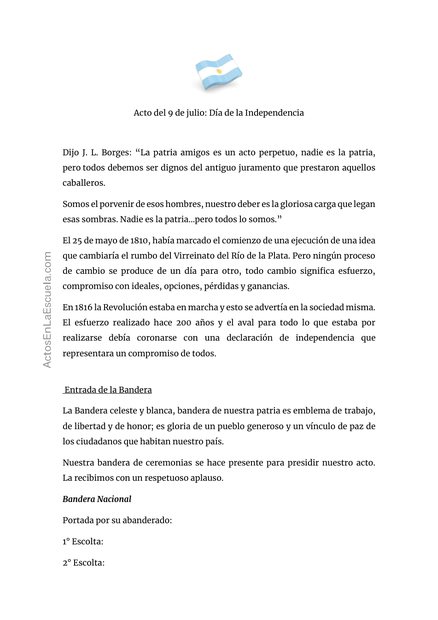 Acto del 9 de julio: Día de la Independencia
Dijo J. L. Borges: “La patria amigos es un acto perpetuo, nadie es la patria,
pero todos debemos ser dignos del antiguo juramento que prestaron aquellos
caballeros.
Somos el porvenir de esos hombres, nuestro deber es la gloriosa carga que legan
esas sombras. Nadie es la patria...pero todos lo somos.”
El 25 de mayo de 1810, había marcado el comienzo de una ejecución de una idea
que cambiaría el rumbo del Virreinato del Río de la Plata. Pero ningún proceso
de cambio se produce de un día para otro, todo cambio significa esfuerzo,
compromiso con ideales, opciones, pérdidas y ganancias.
En 1816 la Revolución estaba en marcha y esto se advertía en la sociedad misma.
El esfuerzo realizado hace 200 años y el aval para todo lo que estaba por
realizarse debía coronarse con una declaración de independencia que
representara un compromiso de todos.
Entrada de la Bandera
La Bandera celeste y blanca, bandera de nuestra patria es emblema de trabajo,
de libertad y de honor; es gloria de un pueblo generoso y un vínculo de paz de
los ciudadanos que habitan nuestro país.
Nuestra bandera de ceremonias se hace presente para presidir nuestro acto.
La recibimos con un respetuoso aplauso.
Bandera Nacional
Portada por su abanderado:
1° Escolta:
2° Escolta:
ActosEnLaEscuela.com